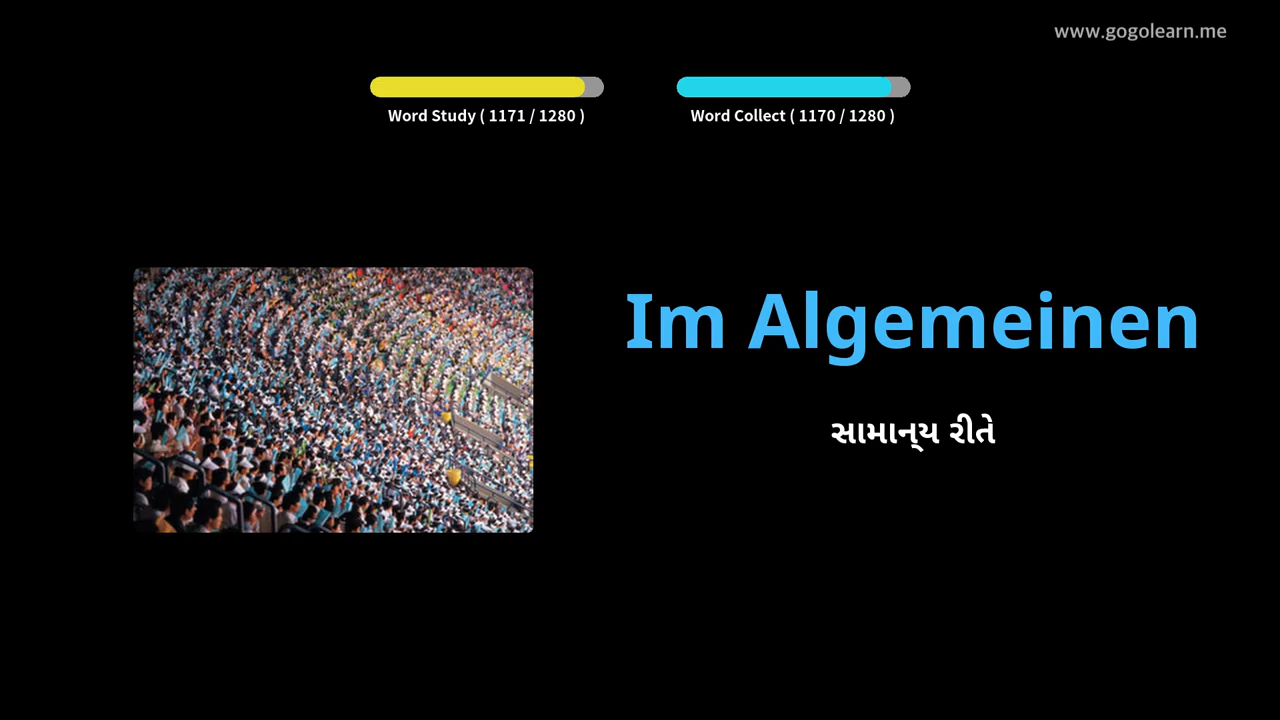 www.gogolearn.me
Word Study ( 1171 / 1280 )
Word Collect ( 1170 / 1280 )
Im Algemeinen
સામાન્ય રીતે